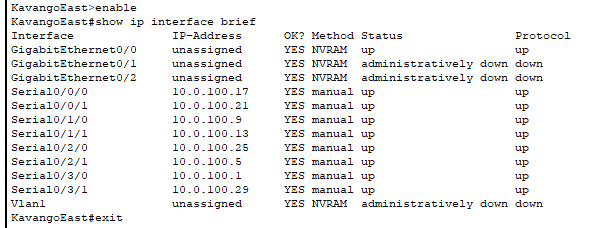 KavangoEast>enable
KavangoEast#show ip interface brief
Interface IP-Address OK? Method Status Protocol
GigabitEthernet0/0 unassigned YES NVRAM up up
GigabitEthernet0/1 unassigned YES NVRAM administratively down down
GigabitEthernet0/2 unassigned YES NVRAM administratively down down
Serial0/0/0 10.0.100.17 YES manual up up
Serial0/0/1 10.0.100.21 YES manual up up
Serial0/1/0 10.0.100.9 YES manual up up
Serial0/1/1 10.0.100.13 YES manual up up
Serial0/2/0 10.0.100.25 YES manual up up
Serial0/2/1 10.0.100.5 YES manual up up
Serial0/3/0 10.0.100.1 YES manual up up
Serial0/3/1 10.0.100.29 YES manual up up
Vlan1 unassigned YES NVRAM administratively down down
KavangoEast#exit